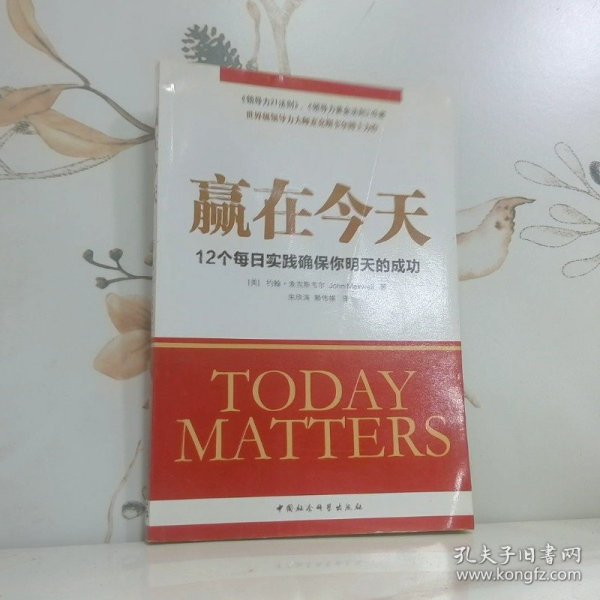 《领导力21法则》、《领导力黄金法则》作者
世界级领导力大师麦克斯韦尔博士力作
赢在今天
12个每日实践确保你明天的成功
[美] 约翰·麦克斯韦尔 John Maxwell 著
TODAY
MATTERS
中国社会科学出版社
孔夫子旧书网
www.kongfz.com